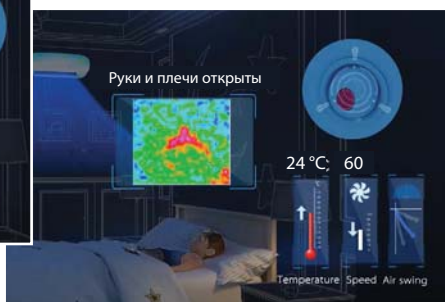 Руки и плечи открыты
24 °C; 60
Temperature Speed Air swing